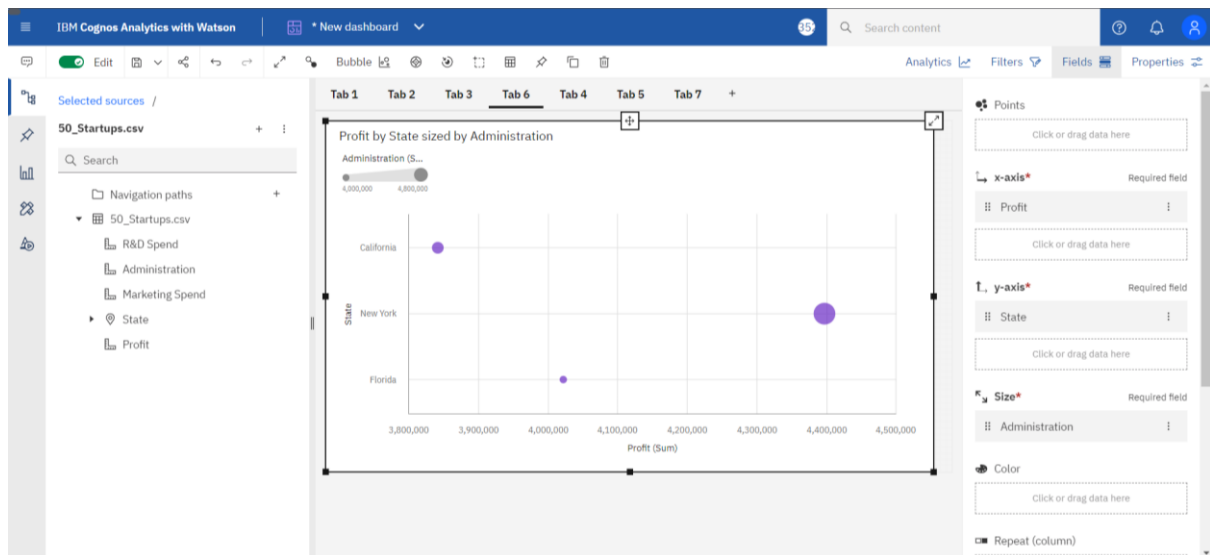 IBM Cognos Analytics with Watson
* New dashboard
35
Search content
Edit
Bubble
Analytics
Filters
Fields
Properties
Selected sources /
50_Startups.csv
Search
Navigation paths
50_Startups.csv
R&D Spend
Administration
Marketing Spend
State
Profit
Tab 1 Tab 2 Tab 3 Tab 6 Tab 4 Tab 5 Tab 7 +
Profit by State sized by Administration
Administration (S...
4,000,000 4,800,000
California
New York
Florida
State
3,800,000 3,900,000 4,000,000 4,100,000 4,200,000 4,300,000 4,400,000 4,500,000
Profit (Sum)
Points
Click or drag data here
x-axis* Required field
Profit
Click or drag data here
y-axis* Required field
State
Click or drag data here
Size* Required field
Administration
Color
Click or drag data here
Repeat (column)